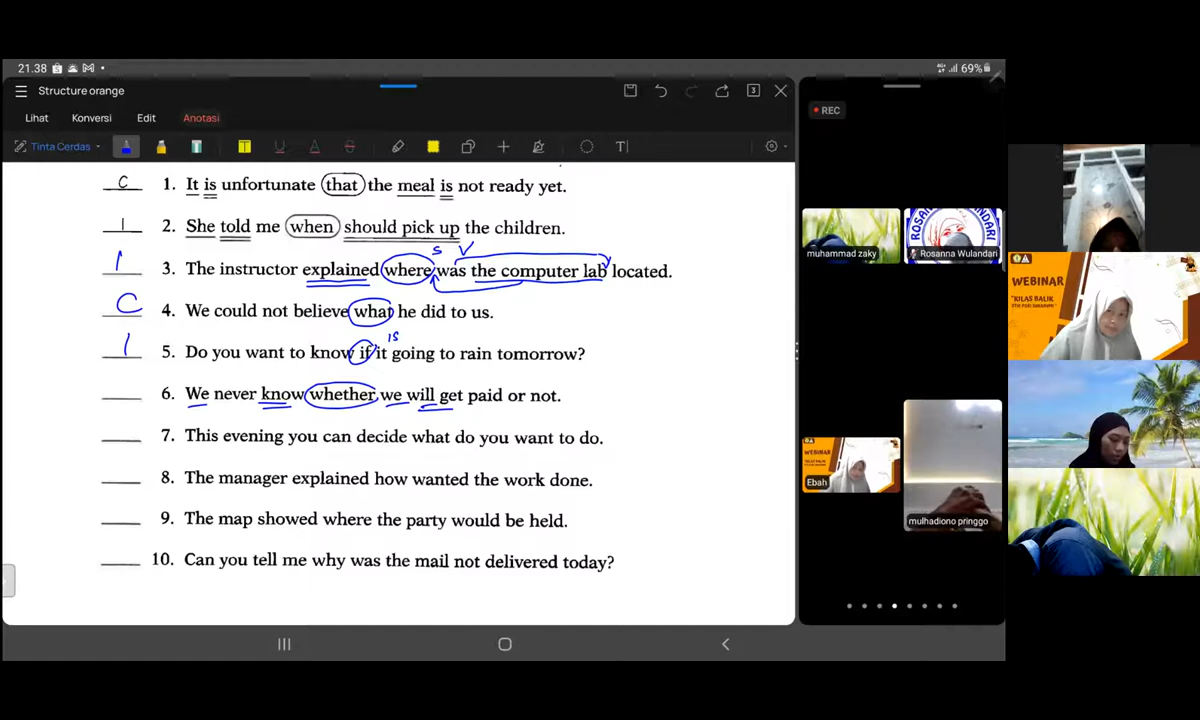 21.38
69%
Structure orange
3
Lihat Konversi Edit Anotasi
Tinta Cerdas
T
REC
C 1. It is unfortunate that the meal is not ready yet.
I 2. She told me when should pick up the children.
S V
I 3. The instructor explained where was the computer lab located.
C 4. We could not believe what he did to us.
is
I 5. Do you want to know if it going to rain tomorrow?
6. We never know whether we will get paid or not.
7. This evening you can decide what do you want to do.
8. The manager explained how wanted the work done.
9. The map showed where the party would be held.
10. Can you tell me why was the mail not delivered today?
muhammad zaky
Rosanna Wulandari
Ebah
mulhadiono pringgo
WEBINAR
"KILAS BALIK
WEBINAR